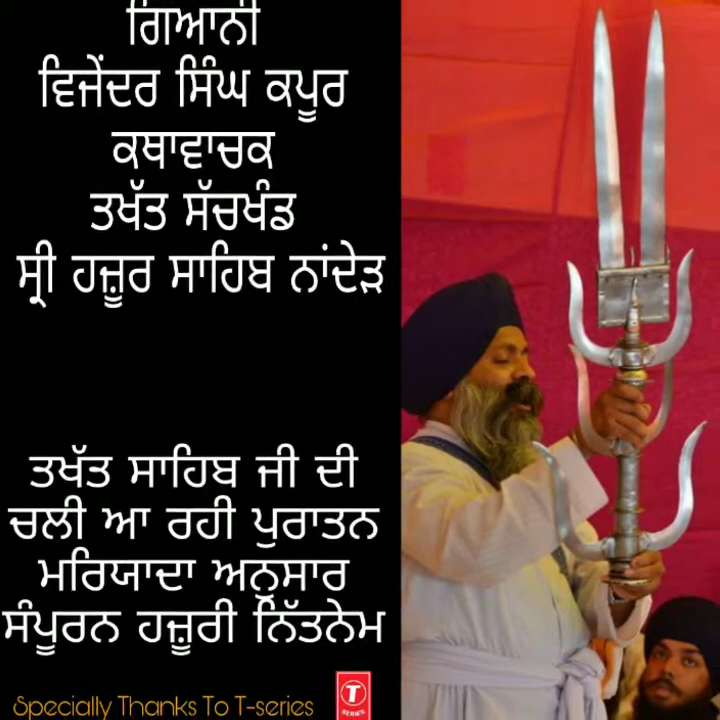 ਗਿਆਨੀ
ਵਿਜੇਂਦਰ ਸਿੰਘ ਕਪੂਰ
ਕਥਾਵਾਚਕ
ਤਖੱਤ ਸੱਚਖੰਡ
ਸ੍ਰੀ ਹਜ਼ੂਰ ਸਾਹਿਬ ਨਾਂਦੇੜ
ਤਖੱਤ ਸਾਹਿਬ ਜੀ ਦੀ
ਚਲੀ ਆ ਰਹੀ ਪੁਰਾਤਨ
ਮਰਿਯਾਦਾ ਅਨੁਸਾਰ
ਸੰਪੂਰਨ ਹਜ਼ੂਰੀ ਨਿੱਤਨੇਮ
Specially Thanks To T-series
T
SERIES